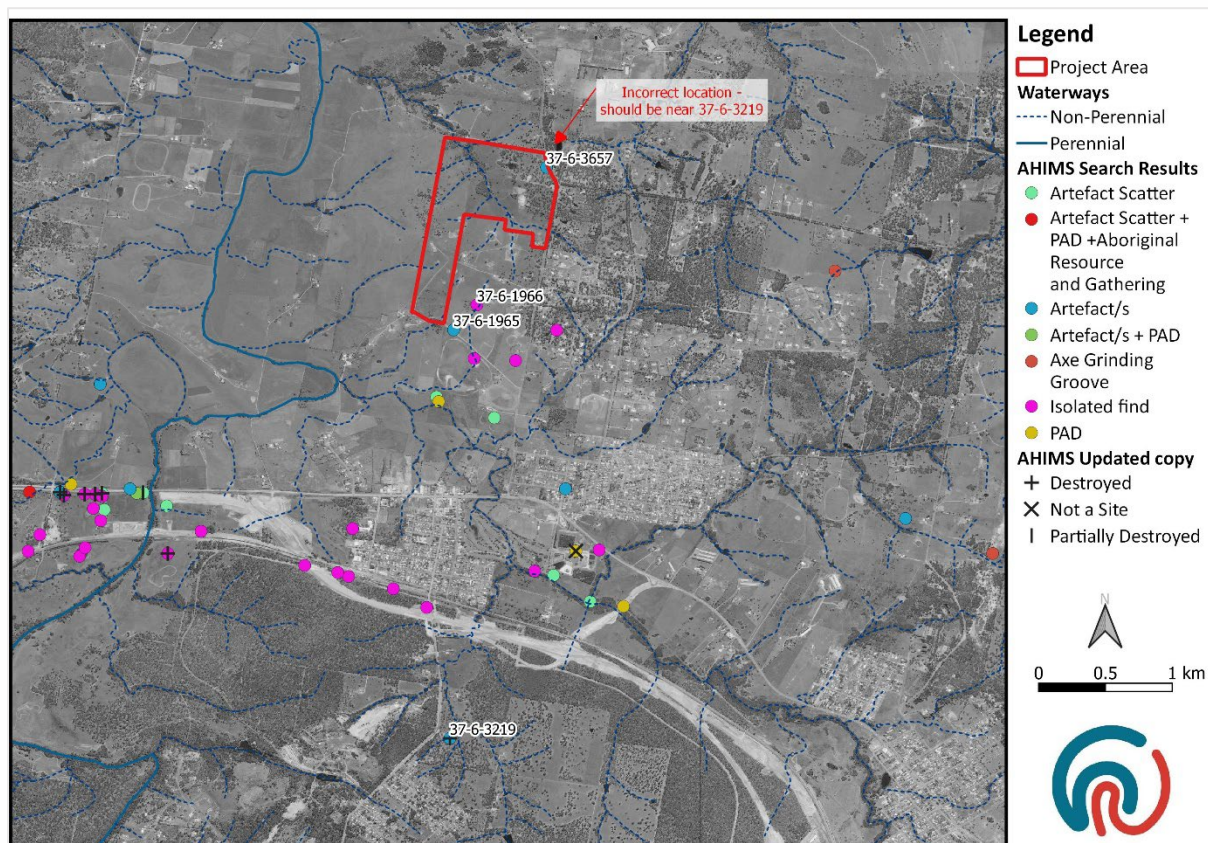 Incorrect location -
should be near 37-6-3219
37-6-3657
37-6-1966
37-6-1965
37-6-3219
Legend
Project Area
Waterways
Non-Perennial
Perennial
AHIMS Search Results
Artefact Scatter
Artefact Scatter +
PAD +Aboriginal
Resource
and Gathering
Artefact/s
Artefact/s + PAD
Axe Grinding
Groove
Isolated find
PAD
AHIMS Updated copy
Destroyed
Not a Site
Partially Destroyed
N
0 0.5 1 km